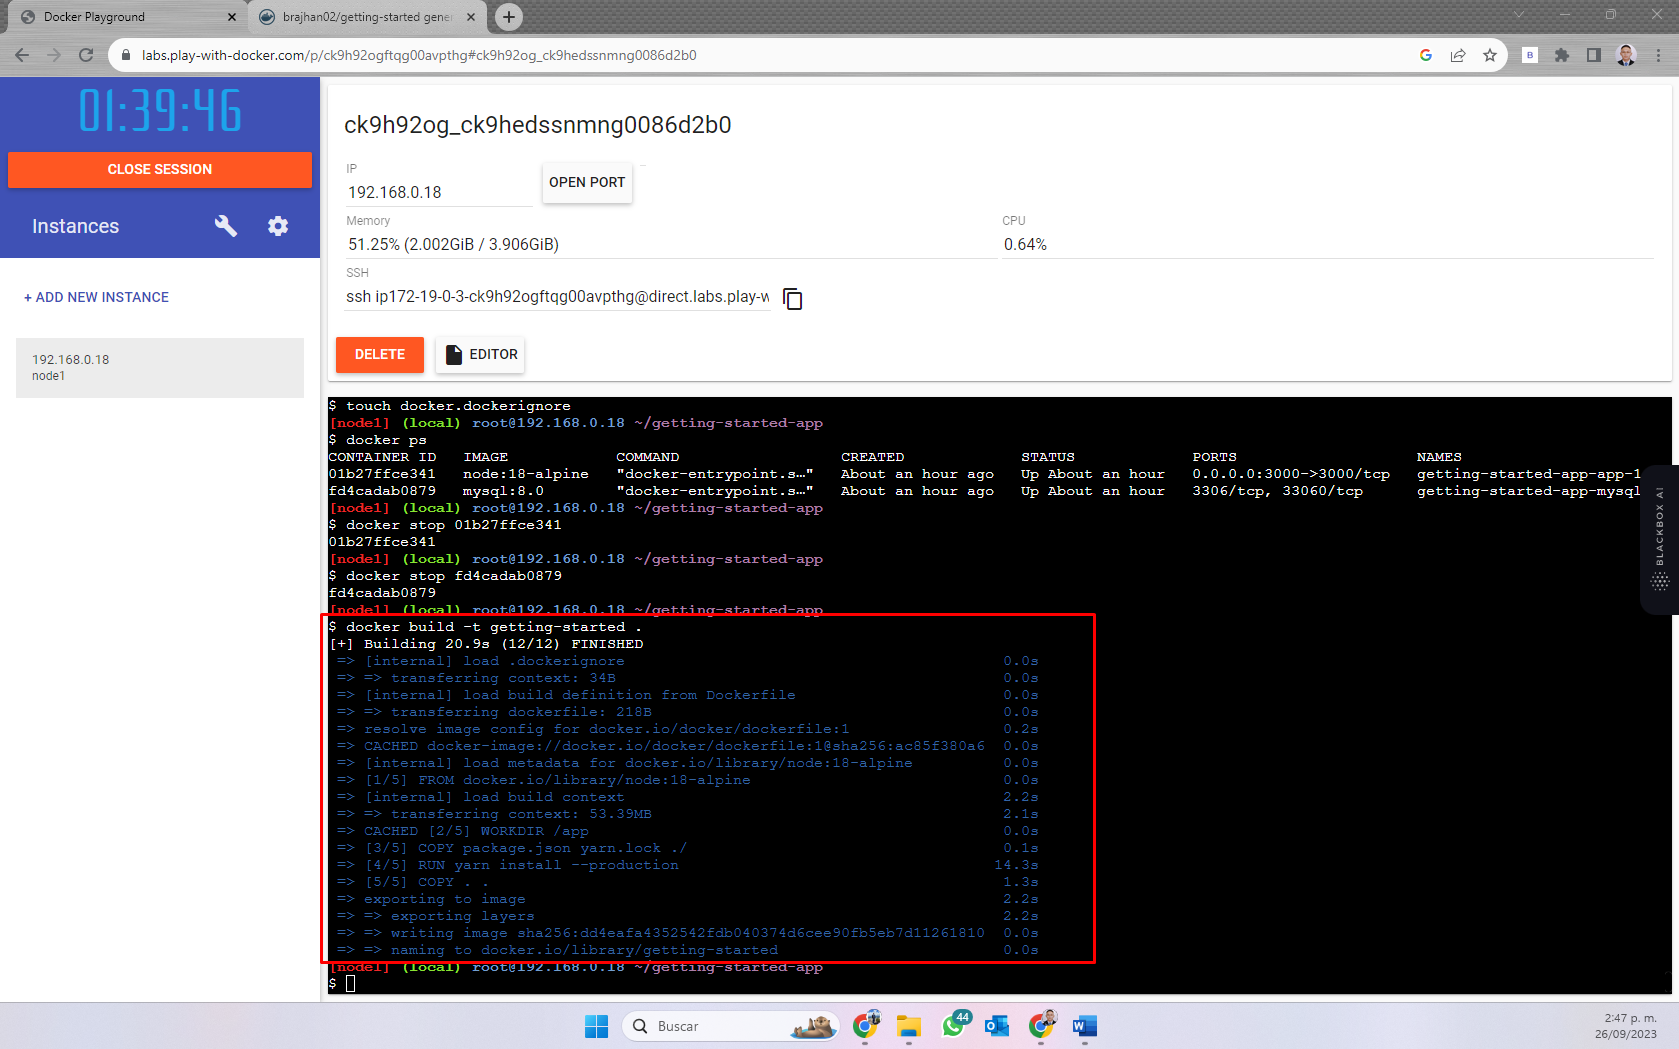 Docker Playground
brajhan02/getting-started gene
labs.play-with-docker.com/p/ck9h92ogftqg00avpthg#ck9h92og_ck9hedssnmng0086d2b0
01:39:46
CLOSE SESSION
Instances
+ ADD NEW INSTANCE
192.168.0.18
node1
ck9h92og_ck9hedssnmng0086d2b0
IP
192.168.0.18
OPEN PORT
Memory
51.25% (2.002GiB / 3.906GiB)
CPU
0.64%
SSH
ssh ip172-19-0-3-ck9h92ogftqg00avpthg@direct.labs.play-w
DELETE
EDITOR
$ touch docker.dockerignore
[node1] (local) root@192.168.0.18 ~/getting-started-app
$ docker ps
CONTAINER ID IMAGE COMMAND CREATED STATUS PORTS NAMES
01b27ffce341 node:18-alpine "docker-entrypoint.s…" About an hour ago Up About an hour 0.0.0.0:3000->3000/tcp getting-started-app-app-1
fd4cadab0879 mysql:8.0 "docker-entrypoint.s…" About an hour ago Up About an hour 3306/tcp, 33060/tcp getting-started-app-mysql
[node1] (local) root@192.168.0.18 ~/getting-started-app
$ docker stop 01b27ffce341
01b27ffce341
[node1] (local) root@192.168.0.18 ~/getting-started-app
$ docker stop fd4cadab0879
fd4cadab0879
[node1] (local) root@192.168.0.18 ~/getting-started-app
$ docker build -t getting-started .
[+] Building 20.9s (12/12) FINISHED
=> [internal] load .dockerignore 0.0s
=> => transferring context: 34B 0.0s
=> [internal] load build definition from Dockerfile 0.0s
=> => transferring dockerfile: 218B 0.0s
=> resolve image config for docker.io/docker/dockerfile:1 0.2s
=> CACHED docker-image://docker.io/docker/dockerfile:1@sha256:ac85f380a6 0.0s
=> [internal] load metadata for docker.io/library/node:18-alpine 0.0s
=> [1/5] FROM docker.io/library/node:18-alpine 0.0s
=> [internal] load build context 2.2s
=> => transferring context: 53.39MB 2.1s
=> CACHED [2/5] WORKDIR /app 0.0s
=> [3/5] COPY package.json yarn.lock ./ 0.1s
=> [4/5] RUN yarn install --production 14.3s
=> [5/5] COPY . . 1.3s
=> exporting to image 2.2s
=> => exporting layers 2.2s
=> => writing image sha256:dd4eafa4352542fdb040374d6cee90fb5eb7d11261810 0.0s
=> => naming to docker.io/library/getting-started 0.0s
[node1] (local) root@192.168.0.18 ~/getting-started-app
$
BLACKBOX AI
Buscar
44
2:47 p. m.
26/09/2023